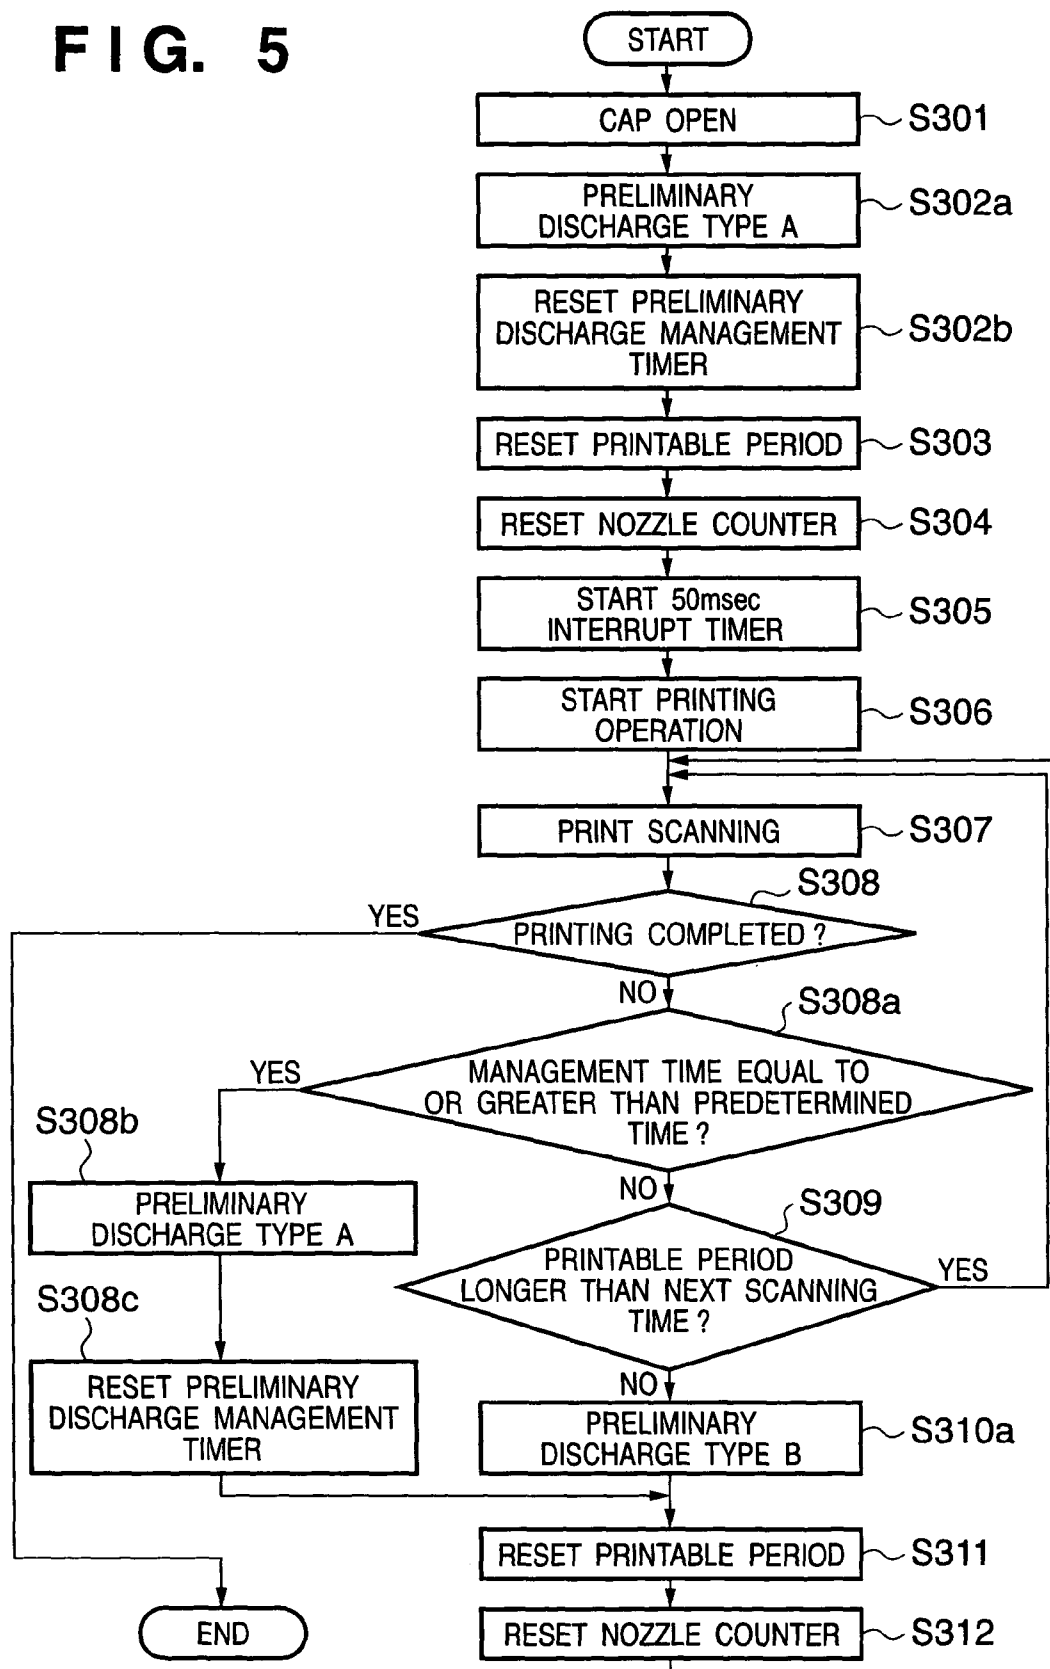 FIG. 5
START
CAP OPEN
S301
PRELIMINARY
DISCHARGE TYPE A
S302a
RESET PRELIMINARY
DISCHARGE MANAGEMENT
TIMER
S302b
RESET PRINTABLE PERIOD
S303
RESET NOZZLE COUNTER
S304
START 50msec
INTERRUPT TIMER
S305
START PRINTING
OPERATION
S306
PRINT SCANNING
S307
S308
YES
PRINTING COMPLETED ?
NO
S308a
YES
MANAGEMENT TIME EQUAL TO
OR GREATER THAN PREDETERMINED
TIME ?
S308b
PRELIMINARY
DISCHARGE TYPE A
NO
S309
PRINTABLE PERIOD
LONGER THAN NEXT SCANNING
TIME ?
YES
S308c
RESET PRELIMINARY
DISCHARGE MANAGEMENT
TIMER
NO
PRELIMINARY
DISCHARGE TYPE B
S310a
RESET PRINTABLE PERIOD
S311
END
RESET NOZZLE COUNTER
S312